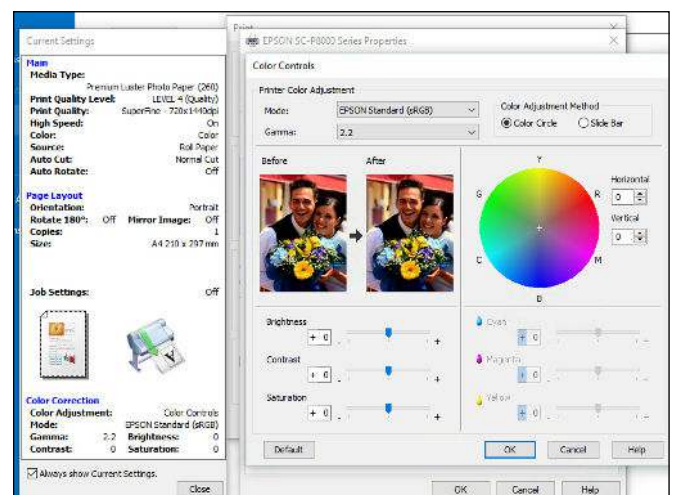 Print
Current Settings
Main
Media Type:
Premium Luster Photo Paper (260)
Print Quality Level: LEVEL 4 (Quality)
Print Quality: SuperFine - 720x1440dpi
High Speed: On
Color: Color
Source: Roll Paper
Auto Cut: Normal Cut
Auto Rotate: Off
Page Layout
Orientation: Portrait
Rotate 180°: Off Mirror Image: Off
Copies: 1
Size: A4 210 x 297 mm
Job Settings: Off
Color Correction
Color Adjustment: Color Controls
Mode: EPSON Standard (sRGB)
Gamma: 2.2 Brightness: 0
Contrast: 0 Saturation: 0
Always show Current Settings.
Close
EPSON SC-P8000 Series Properties
Color Controls
Printer Color Adjustment
Mode: EPSON Standard (sRGB)
Gamma: 2.2
Color Adjustment Method
Color Circle Slide Bar
Before After
Y
G R
C M
B
Horizontal
0
Vertical
0
Brightness
+ 0 - +
Contrast
+ 0 - +
Saturation
+ 0 - +
Cyan
+ 0 - +
Magenta
+ 0 - +
Yellow
+ 0 - +
Default OK Cancel Help
OK Cancel Help